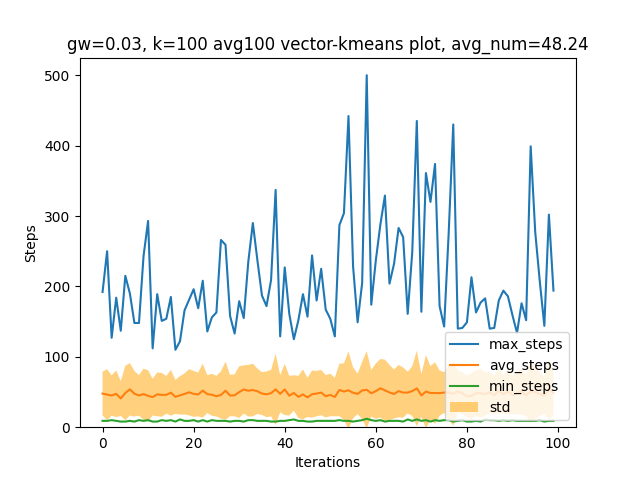 gw=0.03, k=100 avg100 vector-kmeans plot, avg_num=48.24
500
400
300
200
100
0
Steps
max_steps
avg_steps
min_steps
std
0
20
40
60
80
100
Iterations